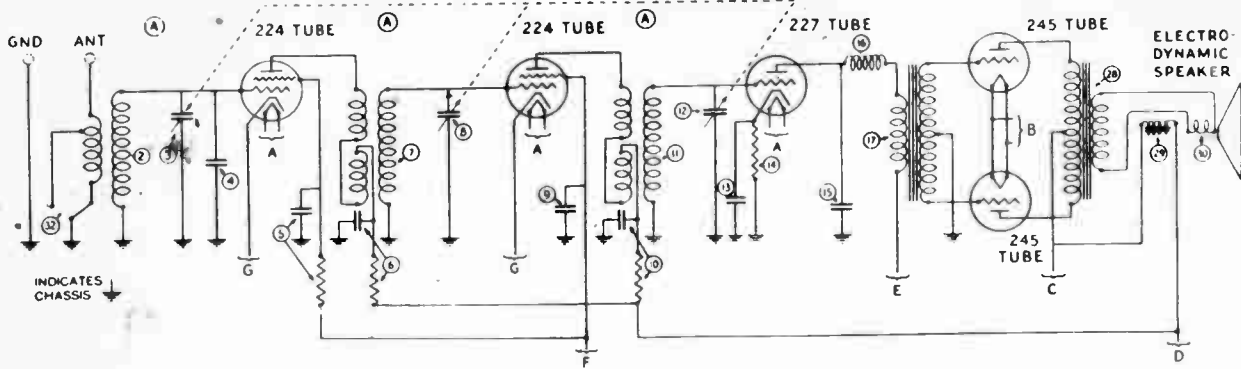 GND
ANT
(A)
224 TUBE
(A)
224 TUBE
(A)
227 TUBE
245 TUBE
ELECTRO-
DYNAMIC
SPEAKER
16
28
2
3
4
A
7
8
A
11
12
14
A
17
B
29
30
32
5
6
9
10
13
15
G
G
245
TUBE
E
C
INDICATES
CHASSIS
F
D